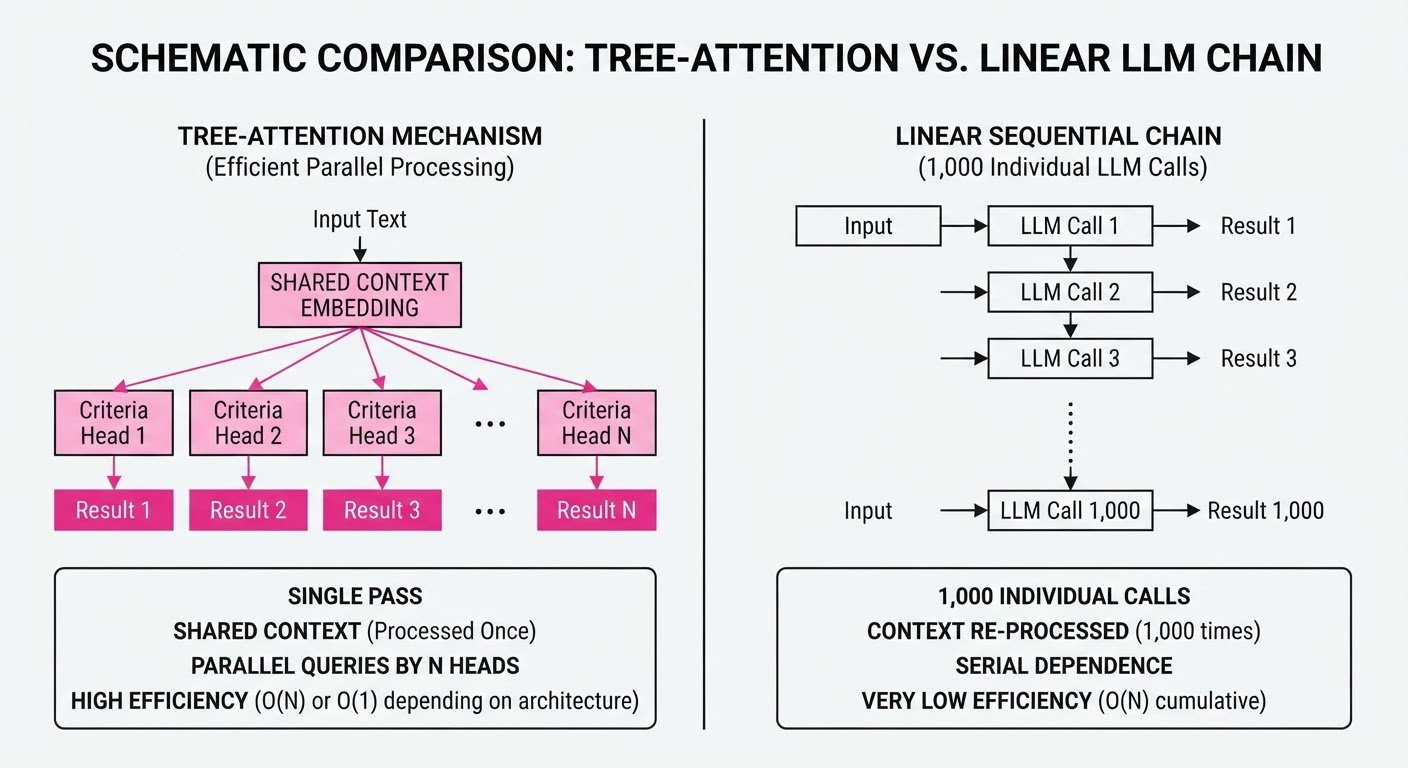 SCHEMATIC COMPARISON: TREE-ATTENTION VS. LINEAR LLM CHAIN
TREE-ATTENTION MECHANISM
(Efficient Parallel Processing)
Input Text
SHARED CONTEXT
EMBEDDING
Criteria
Head 1
Criteria
Head 2
Criteria
Head 3
...
Criteria
Head N
Result 1
Result 2
Result 3
...
Result N
SINGLE PASS
SHARED CONTEXT (Processed Once)
PARALLEL QUERIES BY N HEADS
HIGH EFFICIENCY (O(N) or O(1) depending on architecture)
LINEAR SEQUENTIAL CHAIN
(1,000 Individual LLM Calls)
Input
LLM Call 1
Result 1
LLM Call 2
Result 2
LLM Call 3
Result 3
Input
LLM Call 1,000
Result 1,000
1,000 INDIVIDUAL CALLS
CONTEXT RE-PROCESSED (1,000 times)
SERIAL DEPENDENCE
VERY LOW EFFICIENCY (O(N) cumulative)